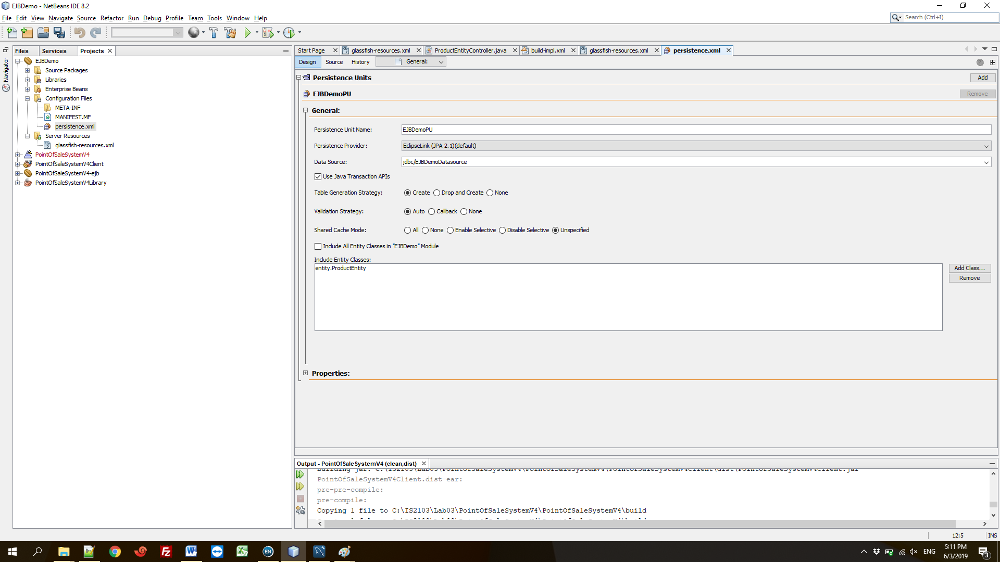 EJBDemo - NetBeans IDE 8.2
File Edit View Navigate Source Refactor Run Debug Profile Team Tools Window Help
Search (Ctrl+I)
Navigator
Files Services Projects
EJBDemo
Source Packages
Libraries
Enterprise Beans
Configuration Files
META-INF
MANIFEST.MF
persistence.xml
Server Resources
glassfish-resources.xml
PointOfSaleSystemV4
PointOfSaleSystemV4Client
PointOfSaleSystemV4-ejb
PointOfSaleSystemV4Library
Start Page glassfish-resources.xml ProductEntityController.java build-impl.xml glassfish-resources.xml persistence.xml
Design Source History General:
Persistence Units Add
EJBDemoPU Remove
General:
Persistence Unit Name: EJBDemoPU
Persistence Provider: EclipseLink (JPA 2.1)(default)
Data Source: jdbc/EJBDemoDatasource
Use Java Transaction APIs
Table Generation Strategy: Create Drop and Create None
Validation Strategy: Auto Callback None
Shared Cache Mode: All None Enable Selective Disable Selective Unspecified
Include All Entity Classes in "EJBDemo" Module
Include Entity Classes:
entity.ProductEntity
Add Class...
Remove
Properties:
Output - PointOfSaleSystemV4 (clean,dist)
Building jar: C:\IS2103\Lab03\PointOfSaleSystemV4\PointOfSaleSystemV4\PointOfSaleSystemV4Client\dist\PointOfSaleSystemV4Client.jar
PointOfSaleSystemV4Client.dist-ear:
pre-pre-compile:
pre-compile:
Copying 1 file to C:\IS2103\Lab03\PointOfSaleSystemV4\PointOfSaleSystemV4\build
12:5 INS
EN
ENG
5:11 PM
6/3/2019
3